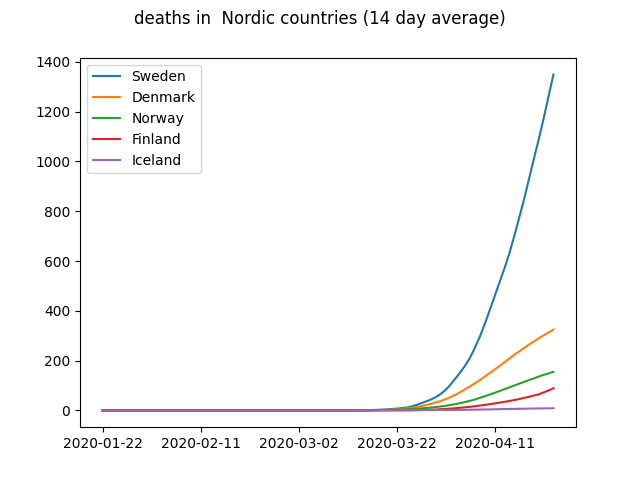 deaths in  Nordic countries (14 day average)
1400
1200
1000
800
600
400
200
0
Sweden
Denmark
Norway
Finland
Iceland
2020-01-22 2020-02-11 2020-03-02 2020-03-22 2020-04-11